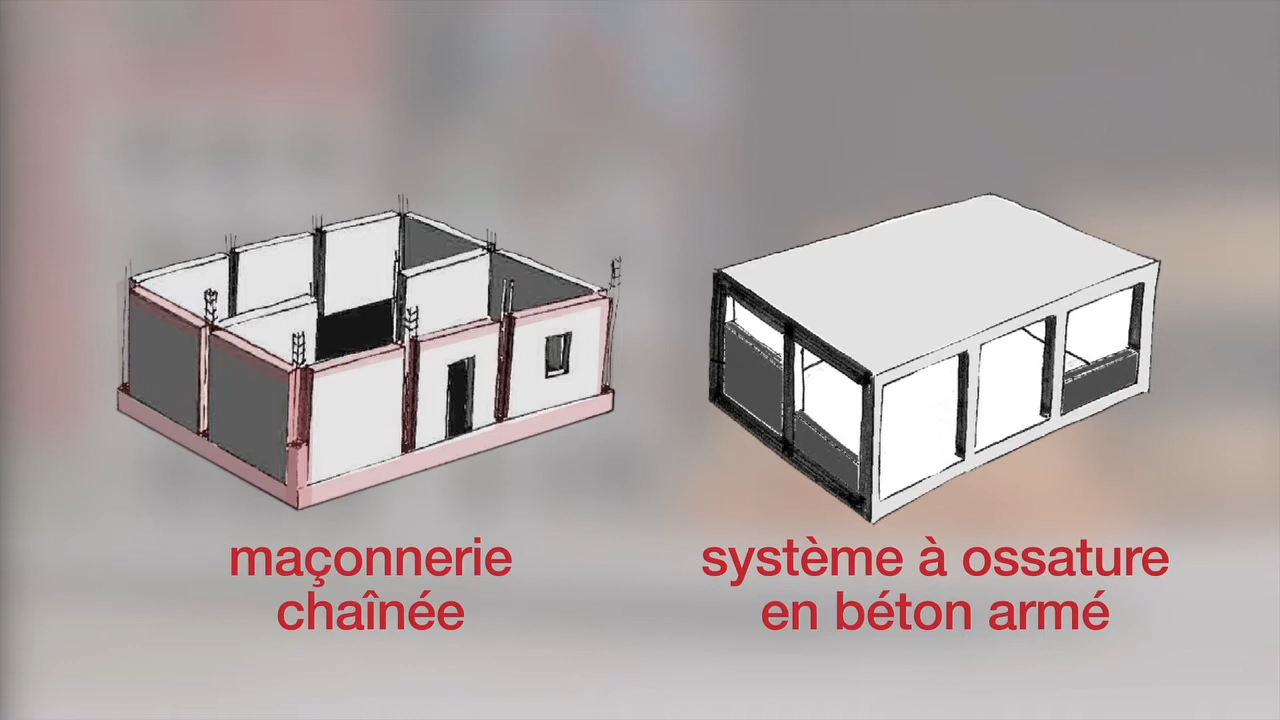 maçonnerie
chaînée
système à ossature
en béton armé